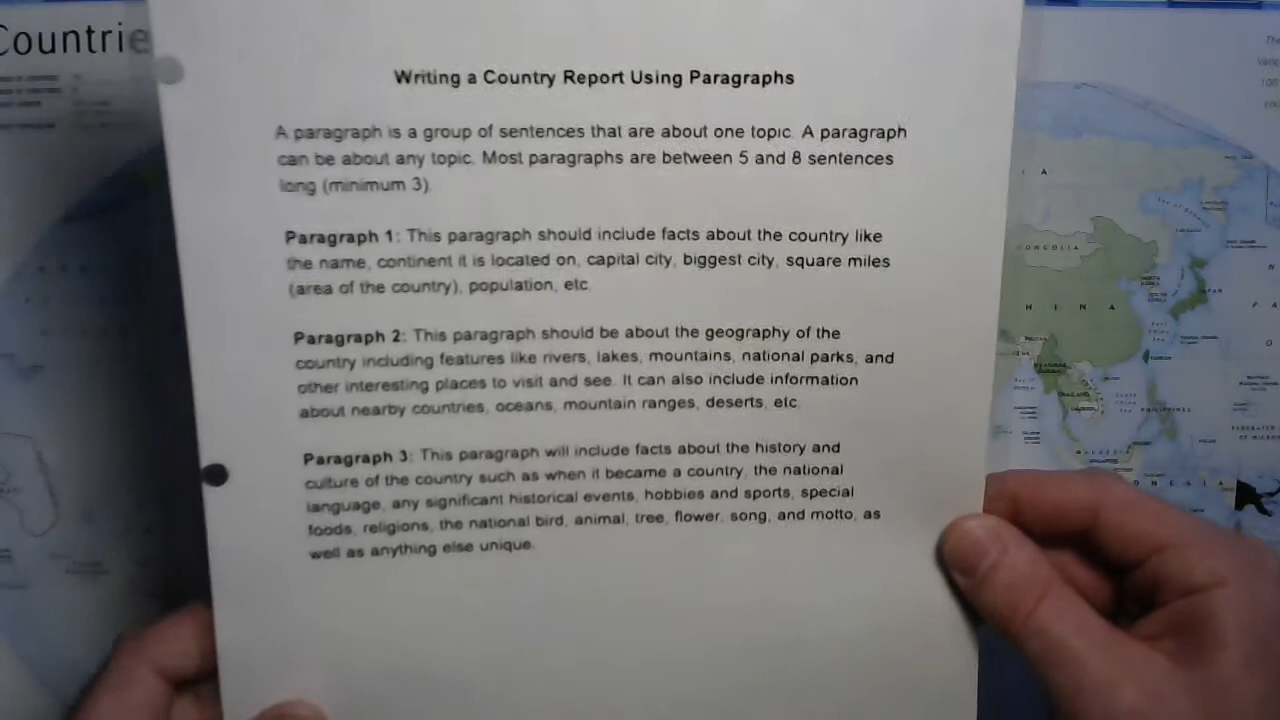 Countrie
Writing a Country Report Using Paragraphs
A paragraph is a group of sentences that are about one topic. A paragraph
can be about any topic. Most paragraphs are between 5 and 8 sentences
long (minimum 3).
Paragraph 1: This paragraph should include facts about the country like
the name, continent it is located on, capital city, biggest city, square miles
(area of the country), population, etc.
Paragraph 2: This paragraph should be about the geography of the
country including features like rivers, lakes, mountains, national parks, and
other interesting places to visit and see. It can also include information
about nearby countries, oceans, mountain ranges, deserts, etc.
Paragraph 3: This paragraph will include facts about the history and
culture of the country such as when it became a country, the national
language, any significant historical events, hobbies and sports, special
foods, religions, the national bird, animal, tree, flower, song, and motto, as
well as anything else unique.
I A
ONGOLIA
H I N A
THAILAND
PHILIPPINES
O N E S I A